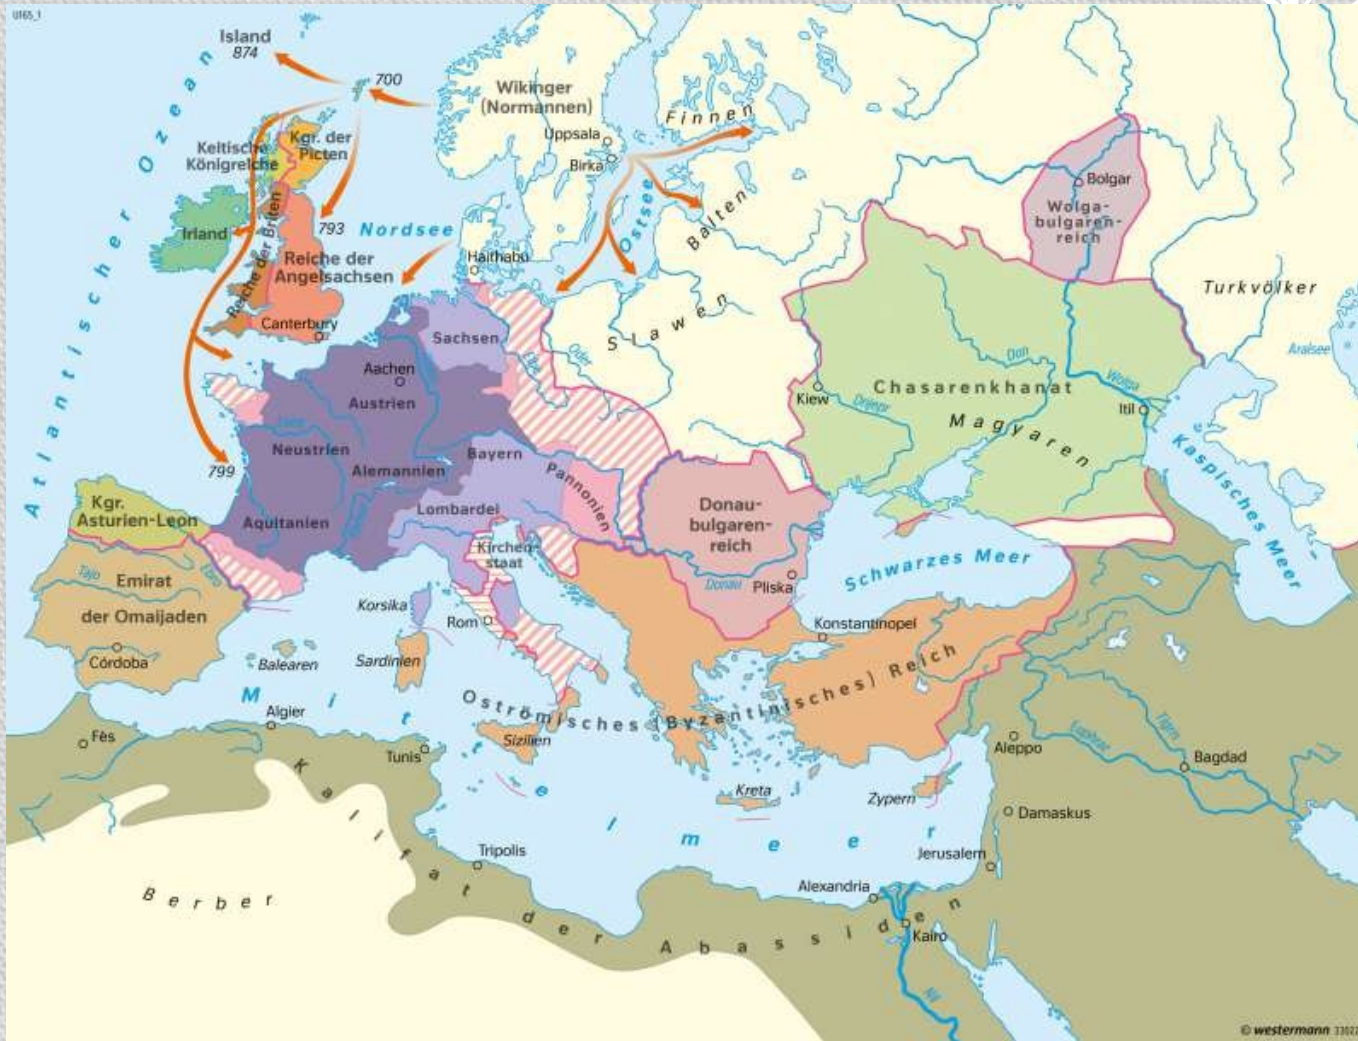 U165_1
Island
874
700
Wikinger
(Normannen)
Finnen
Uppsala
Birka
Kgr. der
Picten
Keltische
Königreiche
Atlantischer Ozean
Irland
Reiche der Briten
793
Nordsee
Reiche der
Angelsachsen
Canterbury
Haithabu
Ostsee
Balten
Slawen
Bolgar
Wolga-
bulgaren-
reich
Turkvölker
Aralsee
Sachsen
Elbe
Oder
Aachen
Austrien
Neustrien
Loire
Alemannien
Bayern
Pannonien
799
Aquitanien
Lombardei
Kirchen-
staat
Kgr.
Asturien-Leon
Tajo
Ebro
Emirat
der Omaijaden
Córdoba
Korsika
Rom
Sardinien
Balearen
Kiew
Dnjepr
Don
Chasarenkhanat
Magyaren
Wolga
Itil
Kaspisches Meer
Donau-
bulgaren-
reich
Donau
Pliska
Schwarzes Meer
Konstantinopel
Oströmisches (Byzantinisches) Reich
Mittelmeer
Algier
Fès
Tunis
Sizilien
Kreta
Zypern
Aleppo
Euphrat
Tigris
Bagdad
Damaskus
Jerusalem
Tripolis
Alexandria
Kairo
Nil
Kalifat der Abassiden
Berber
© westermann